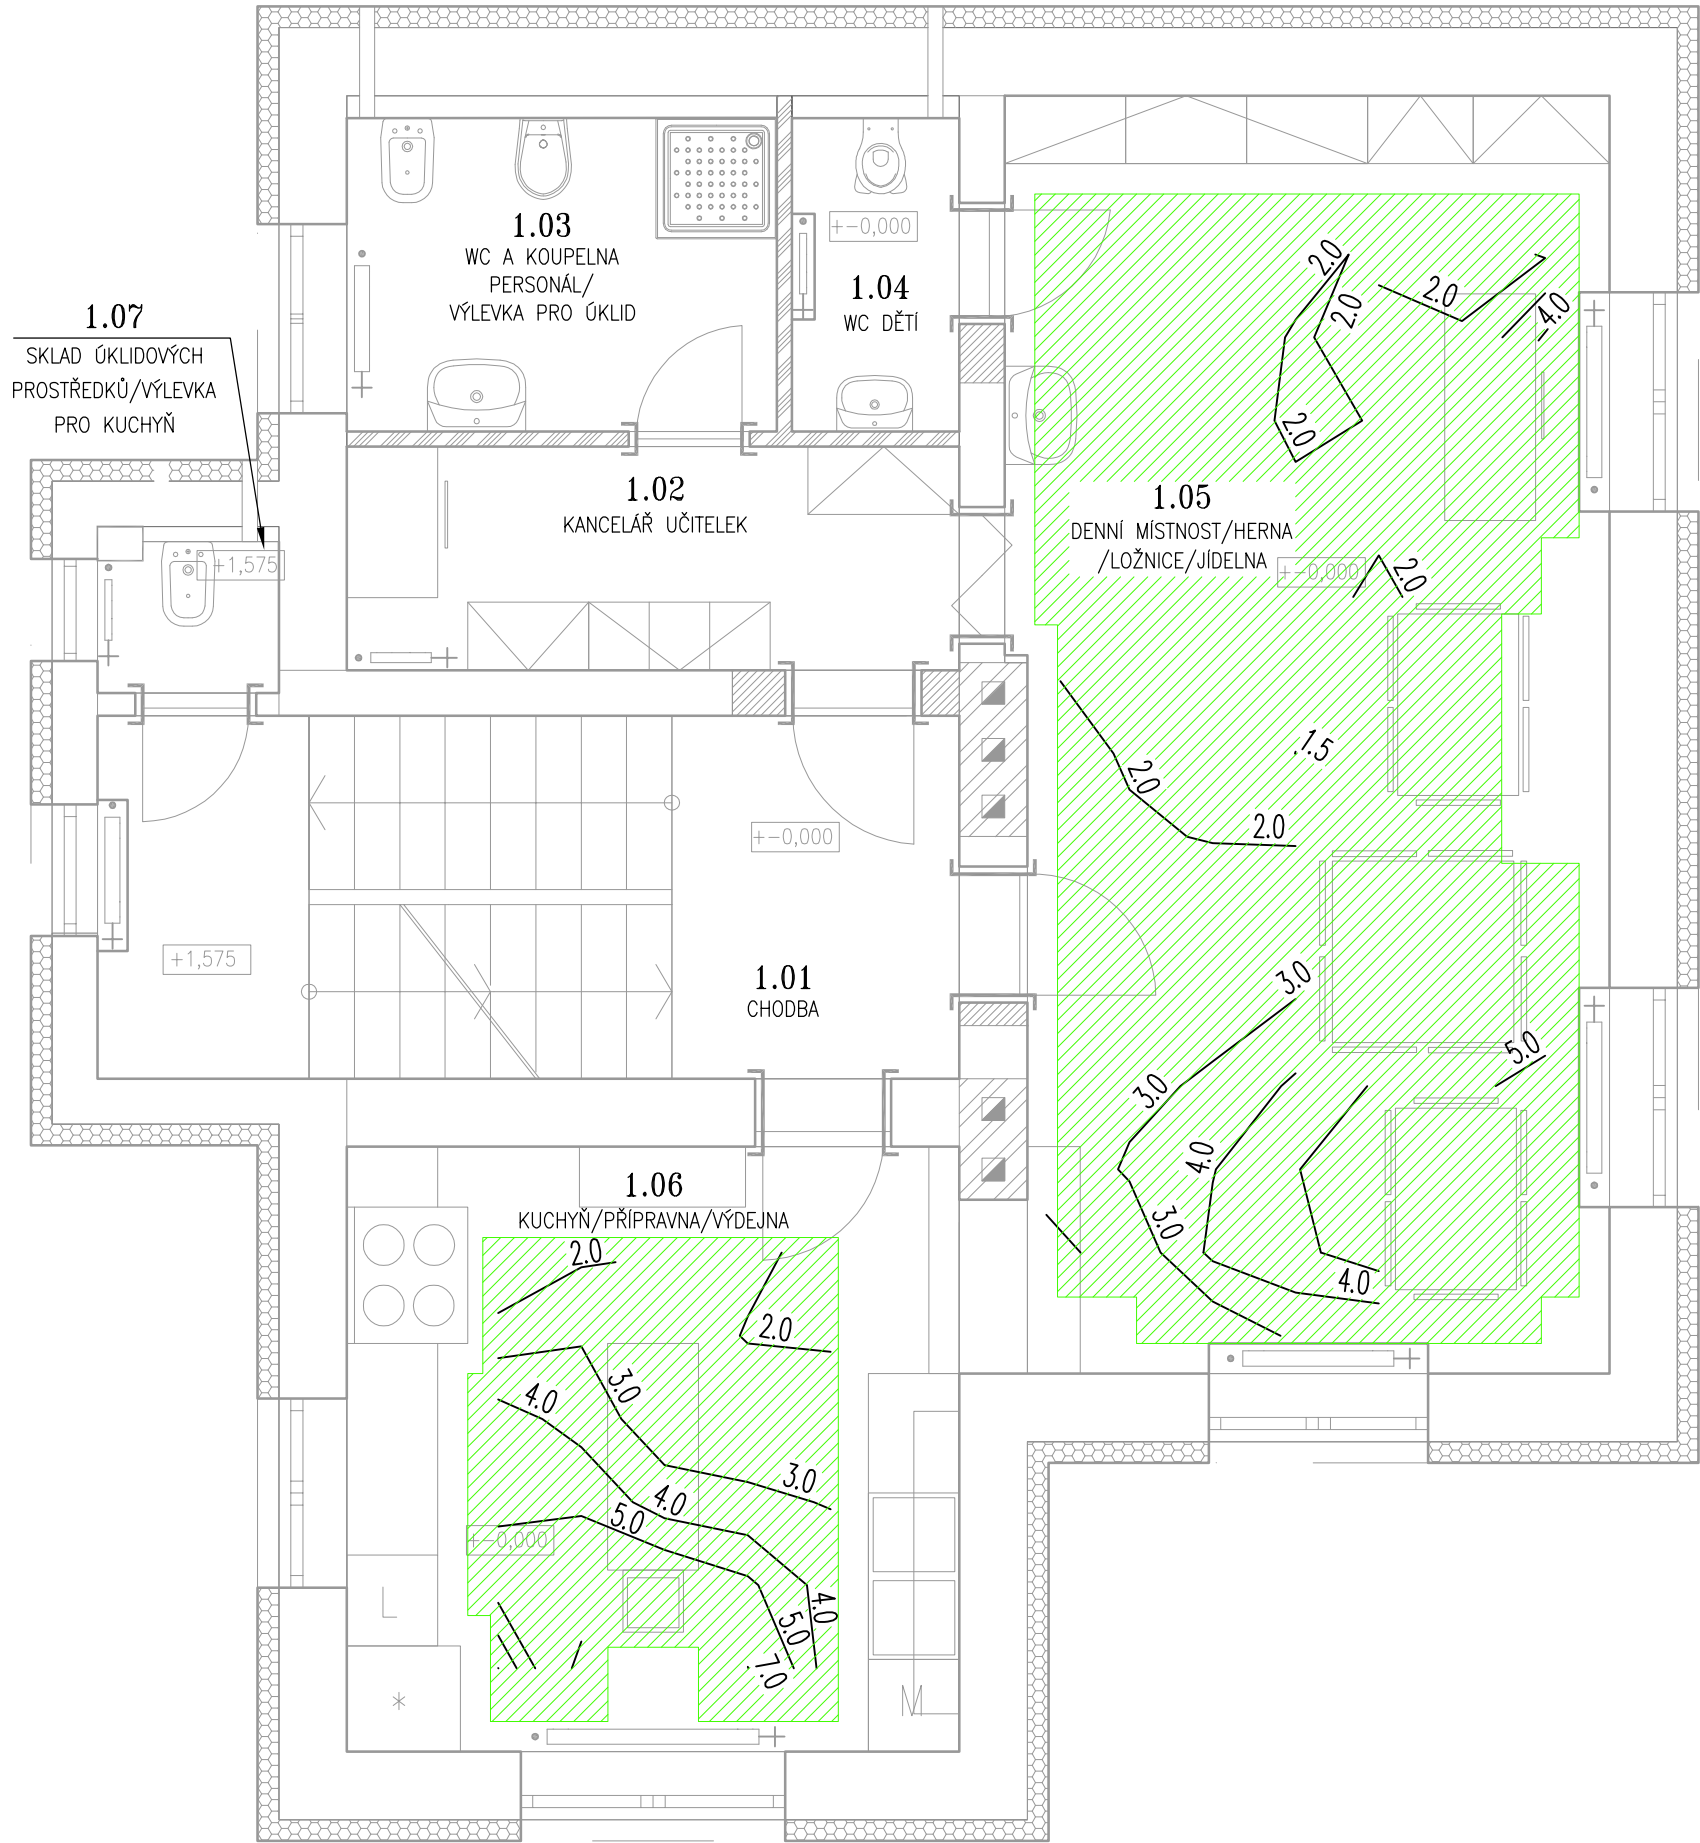 1.03
WC A KOUPELNA
PERSONÁL/
VÝLEVKA PRO ÚKLID
+-0,000
1.04
WC DĚTÍ
1.07
SKLAD ÚKLIDOVÝCH
PROSTŘEDKŮ/VÝLEVKA
PRO KUCHYŇ
+1,575
1.02
KANCELÁŘ UČITELEK
2.0
2.0
2.0
4.0
2.0
1.05
DENNÍ MÍSTNOST/HERNA
/LOŽNICE/JÍDELNA
+-0,000
2.0
1.5
2.0
2.0
+-0,000
+1,575
1.01
CHODBA
3.0
5.0
3.0
4.0
3.0
4.0
1.06
KUCHYŇ/PŘÍPRAVNA/VÝDEJNA
2.0
2.0
3.0
4.0
3.0
4.0
5.0
+-0,000
L
4.0
5.0
7.0
*
M